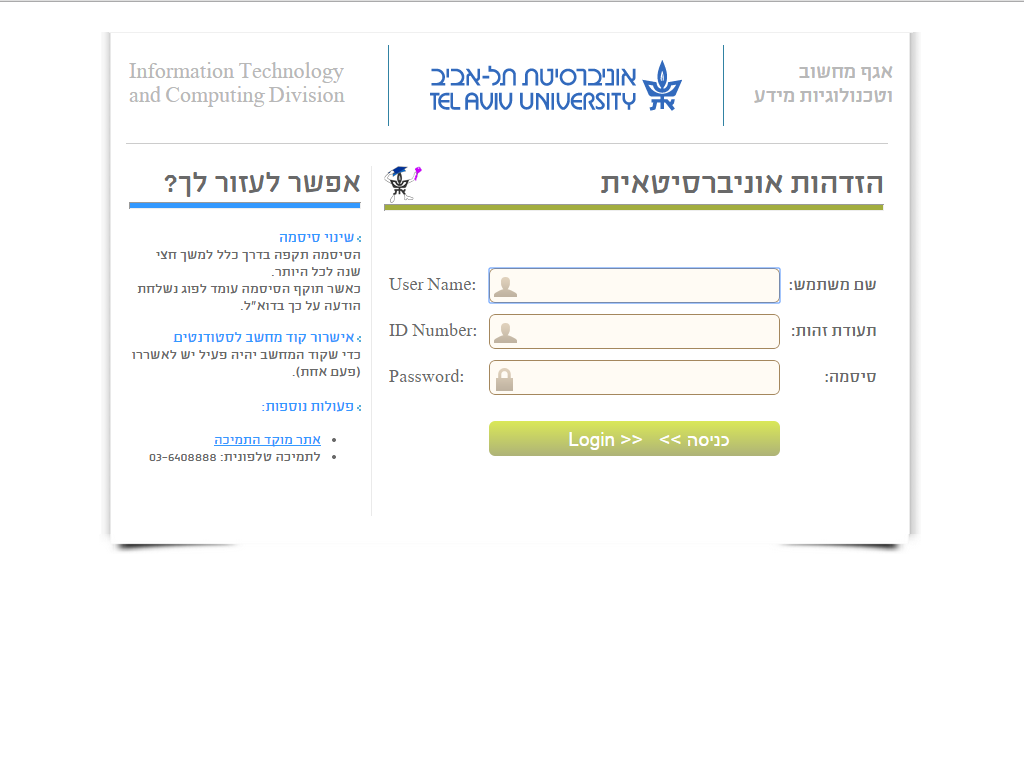 Information Technology
and Computing Division
אוניברסיטת תל-אביב
TEL AVIV UNIVERSITY
אגף מחשוב
וטכנולוגיות מידע
הזדהות אוניברסיטאית
User Name:
שם משתמש:
ID Number:
תעודת זהות:
Password:
סיסמה:
כניסה >> Login >>
אפשר לעזור לך?
שינוי סיסמה
הסיסמה תקפה בדרך כלל למשך חצי
שנה לכל היותר.
כאשר תוקף הסיסמה עומד לפוג נשלחת
הודעה על כך בדוא"ל.
אישרור קוד מחשב לסטודנטים
כדי שקוד המחשב יהיה פעיל יש לאשררו
(פעם אחת).
פעולות נוספות:
• אתר מוקד התמיכה
• לתמיכה טלפונית: 03-6408888